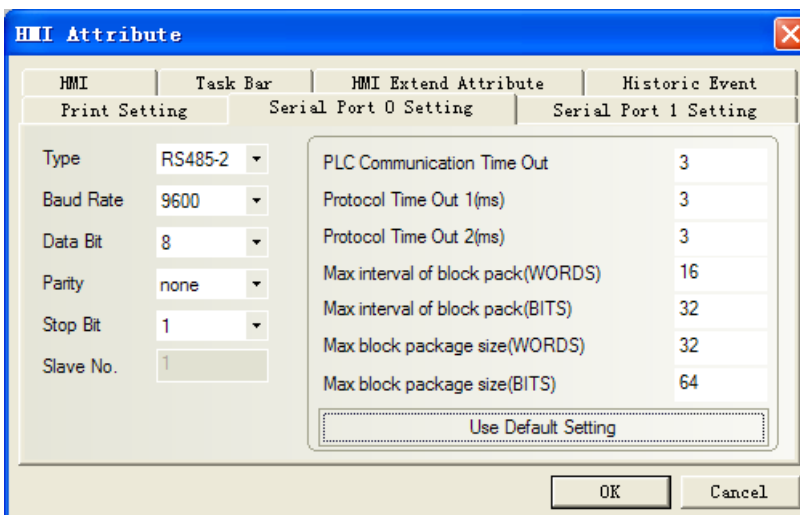 HMI Attribute
HMI
Task Bar
HMI Extend Attribute
Historic Event
Print Setting
Serial Port 0 Setting
Serial Port 1 Setting
Type RS485-2
Baud Rate 9600
Data Bit 8
Parity none
Stop Bit 1
Slave No. 1
PLC Communication Time Out 3
Protocol Time Out 1(ms) 3
Protocol Time Out 2(ms) 3
Max interval of block pack(WORDS) 16
Max interval of block pack(BITS) 32
Max block package size(WORDS) 32
Max block package size(BITS) 64
Use Default Setting
OK
Cancel